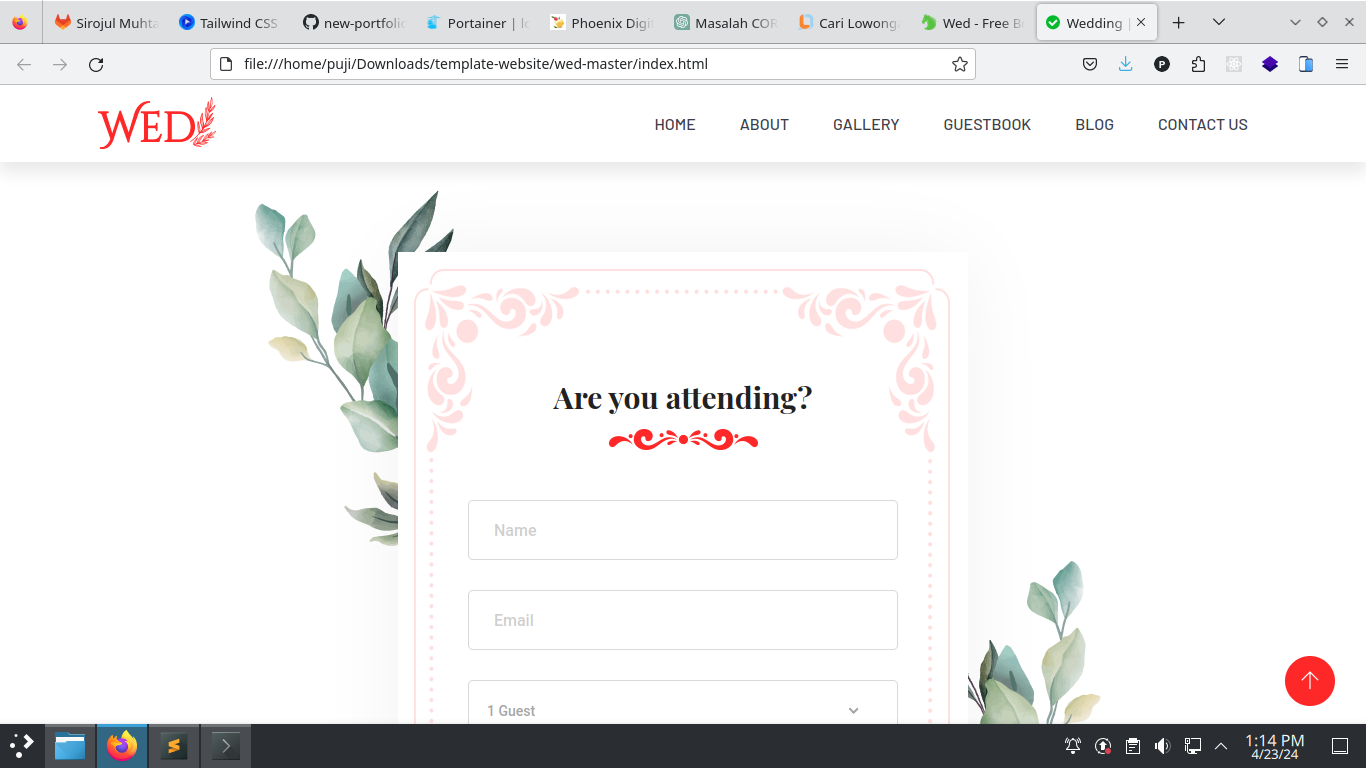 Sirojul Muhta
Tailwind CSS
new-portfolio
Portainer | lo
Phoenix Digit
Masalah COR
Cari Lowonga
Wed - Free B
Wedding |
file:///home/puji/Downloads/template-website/wed-master/index.html
WED
HOME
ABOUT
GALLERY
GUESTBOOK
BLOG
CONTACT US
Are you attending?
Name
Email
1 Guest
1:14 PM
4/23/24